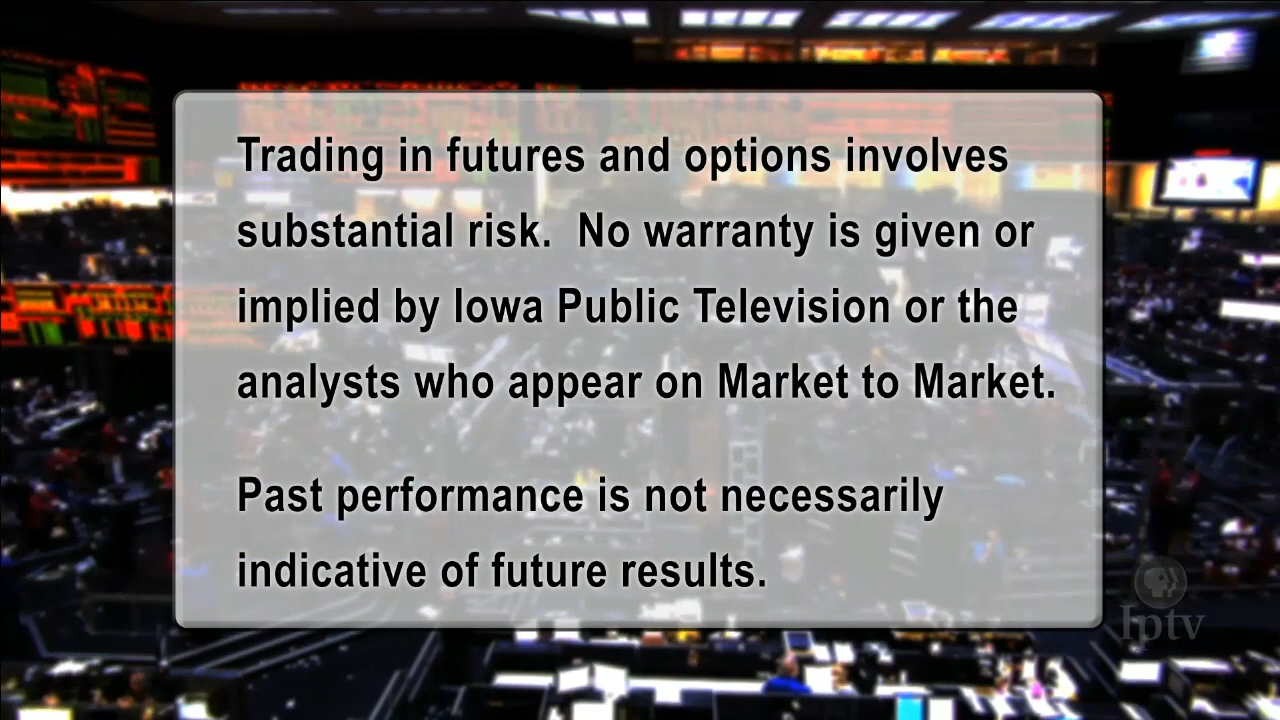 Trading in futures and options involves
substantial risk.  No warranty is given or
implied by Iowa Public Television or the
analysts who appear on Market to Market.
Past performance is not necessarily
indicative of future results.
Iptv